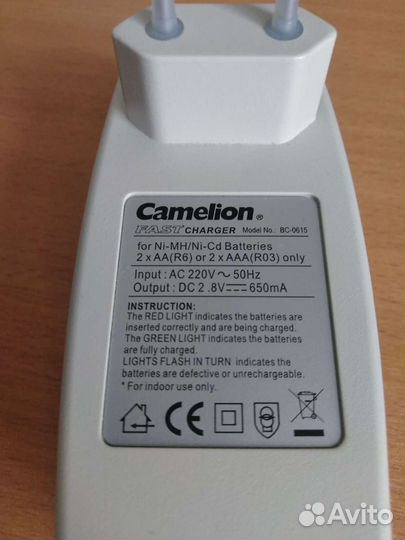 Camelion®
FAST CHARGER Model No.: BC-0615
for Ni-MH/Ni-Cd Batteries
2 x AA(R6) or 2 x AAA(R03) only
Input : AC 220V ~ 50Hz
Output : DC 2 .8V⎓650mA
INSTRUCTION:
The RED LIGHT indicates the batteries are
inserted correctly and are being charged.
The GREEN LIGHT indicates the batteries
are fully charged.
LIGHTS FLASH IN TURN indicates the
batteries are defective or unrechargeable.
* For indoor use only.
CE
Avito